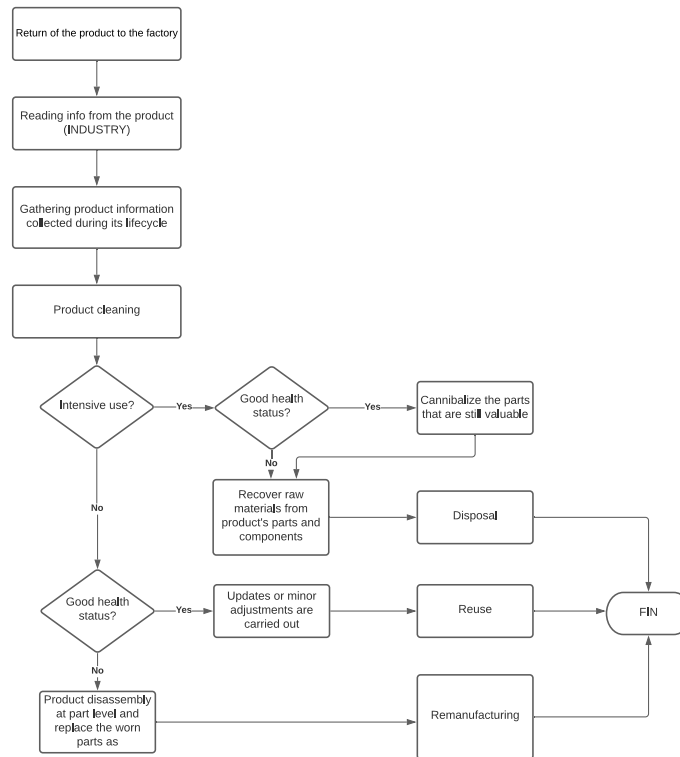 Return of the product to the factory
Reading info from the product
(INDUSTRY)
Gathering product information
collected during its lifecycle
Product cleaning
Intensive use?
Yes
Good health
status?
Yes
Cannibalize the parts
that are still valuable
No
Recover raw
materials from
product's parts and
components
Disposal
No
Good health
status?
Yes
Updates or minor
adjustments are
carried out
Reuse
FIN
No
Product disassembly
at part level and
replace the worn
parts as
Remanufacturing